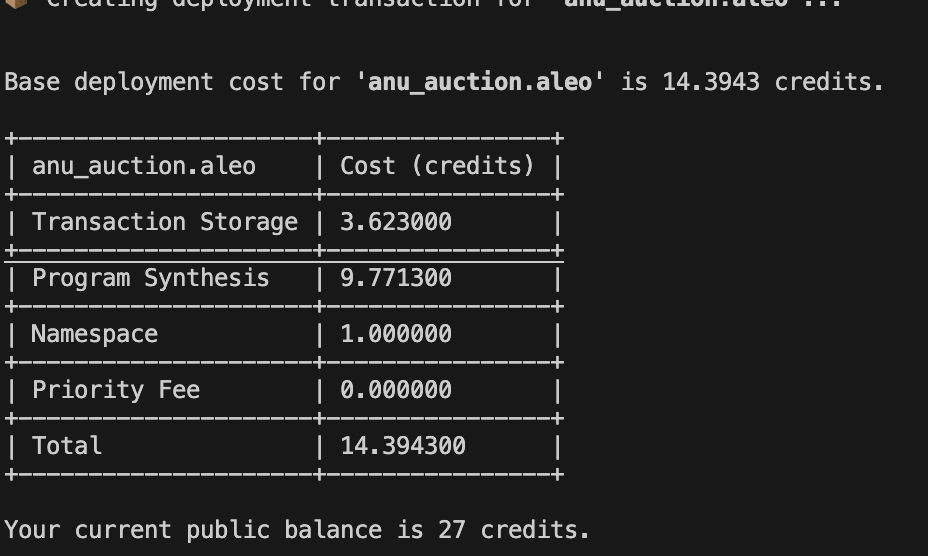 Creating deployment transaction for 'anu_auction.aleo'...
Base deployment cost for 'anu_auction.aleo' is 14.3943 credits.
+---------------------+----------------+
| anu_auction.aleo | Cost (credits) |
+---------------------+----------------+
| Transaction Storage | 3.623000 |
+---------------------+----------------+
| Program Synthesis | 9.771300 |
+---------------------+----------------+
| Namespace | 1.000000 |
+---------------------+----------------+
| Priority Fee | 0.000000 |
+---------------------+----------------+
| Total | 14.394300 |
+---------------------+----------------+
Your current public balance is 27 credits.